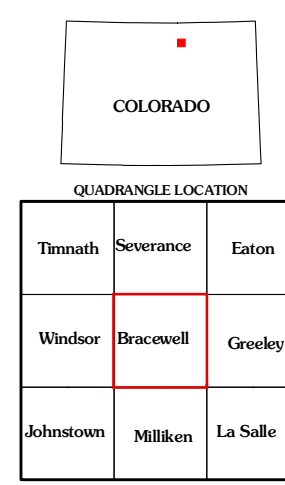 COLORADO
QUADRANGLE LOCATION
Timnath Severance Eaton
Windsor Bracewell Greeley
Johnstown Milliken La Salle